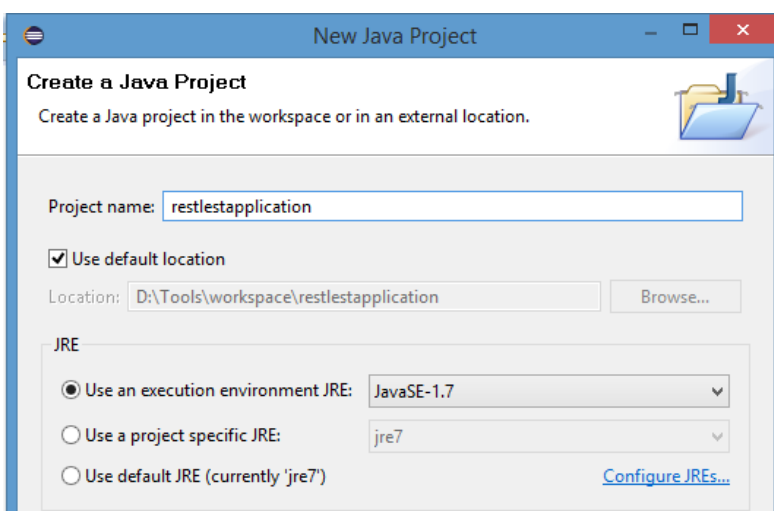 New Java Project
Create a Java Project
Create a Java project in the workspace or in an external location.
Project name: restlestapplication
Use default location
Location: D:\Tools\workspace\restlestapplication Browse...
JRE
Use an execution environment JRE: JavaSE-1.7
Use a project specific JRE: jre7
Use default JRE (currently 'jre7') Configure JREs...